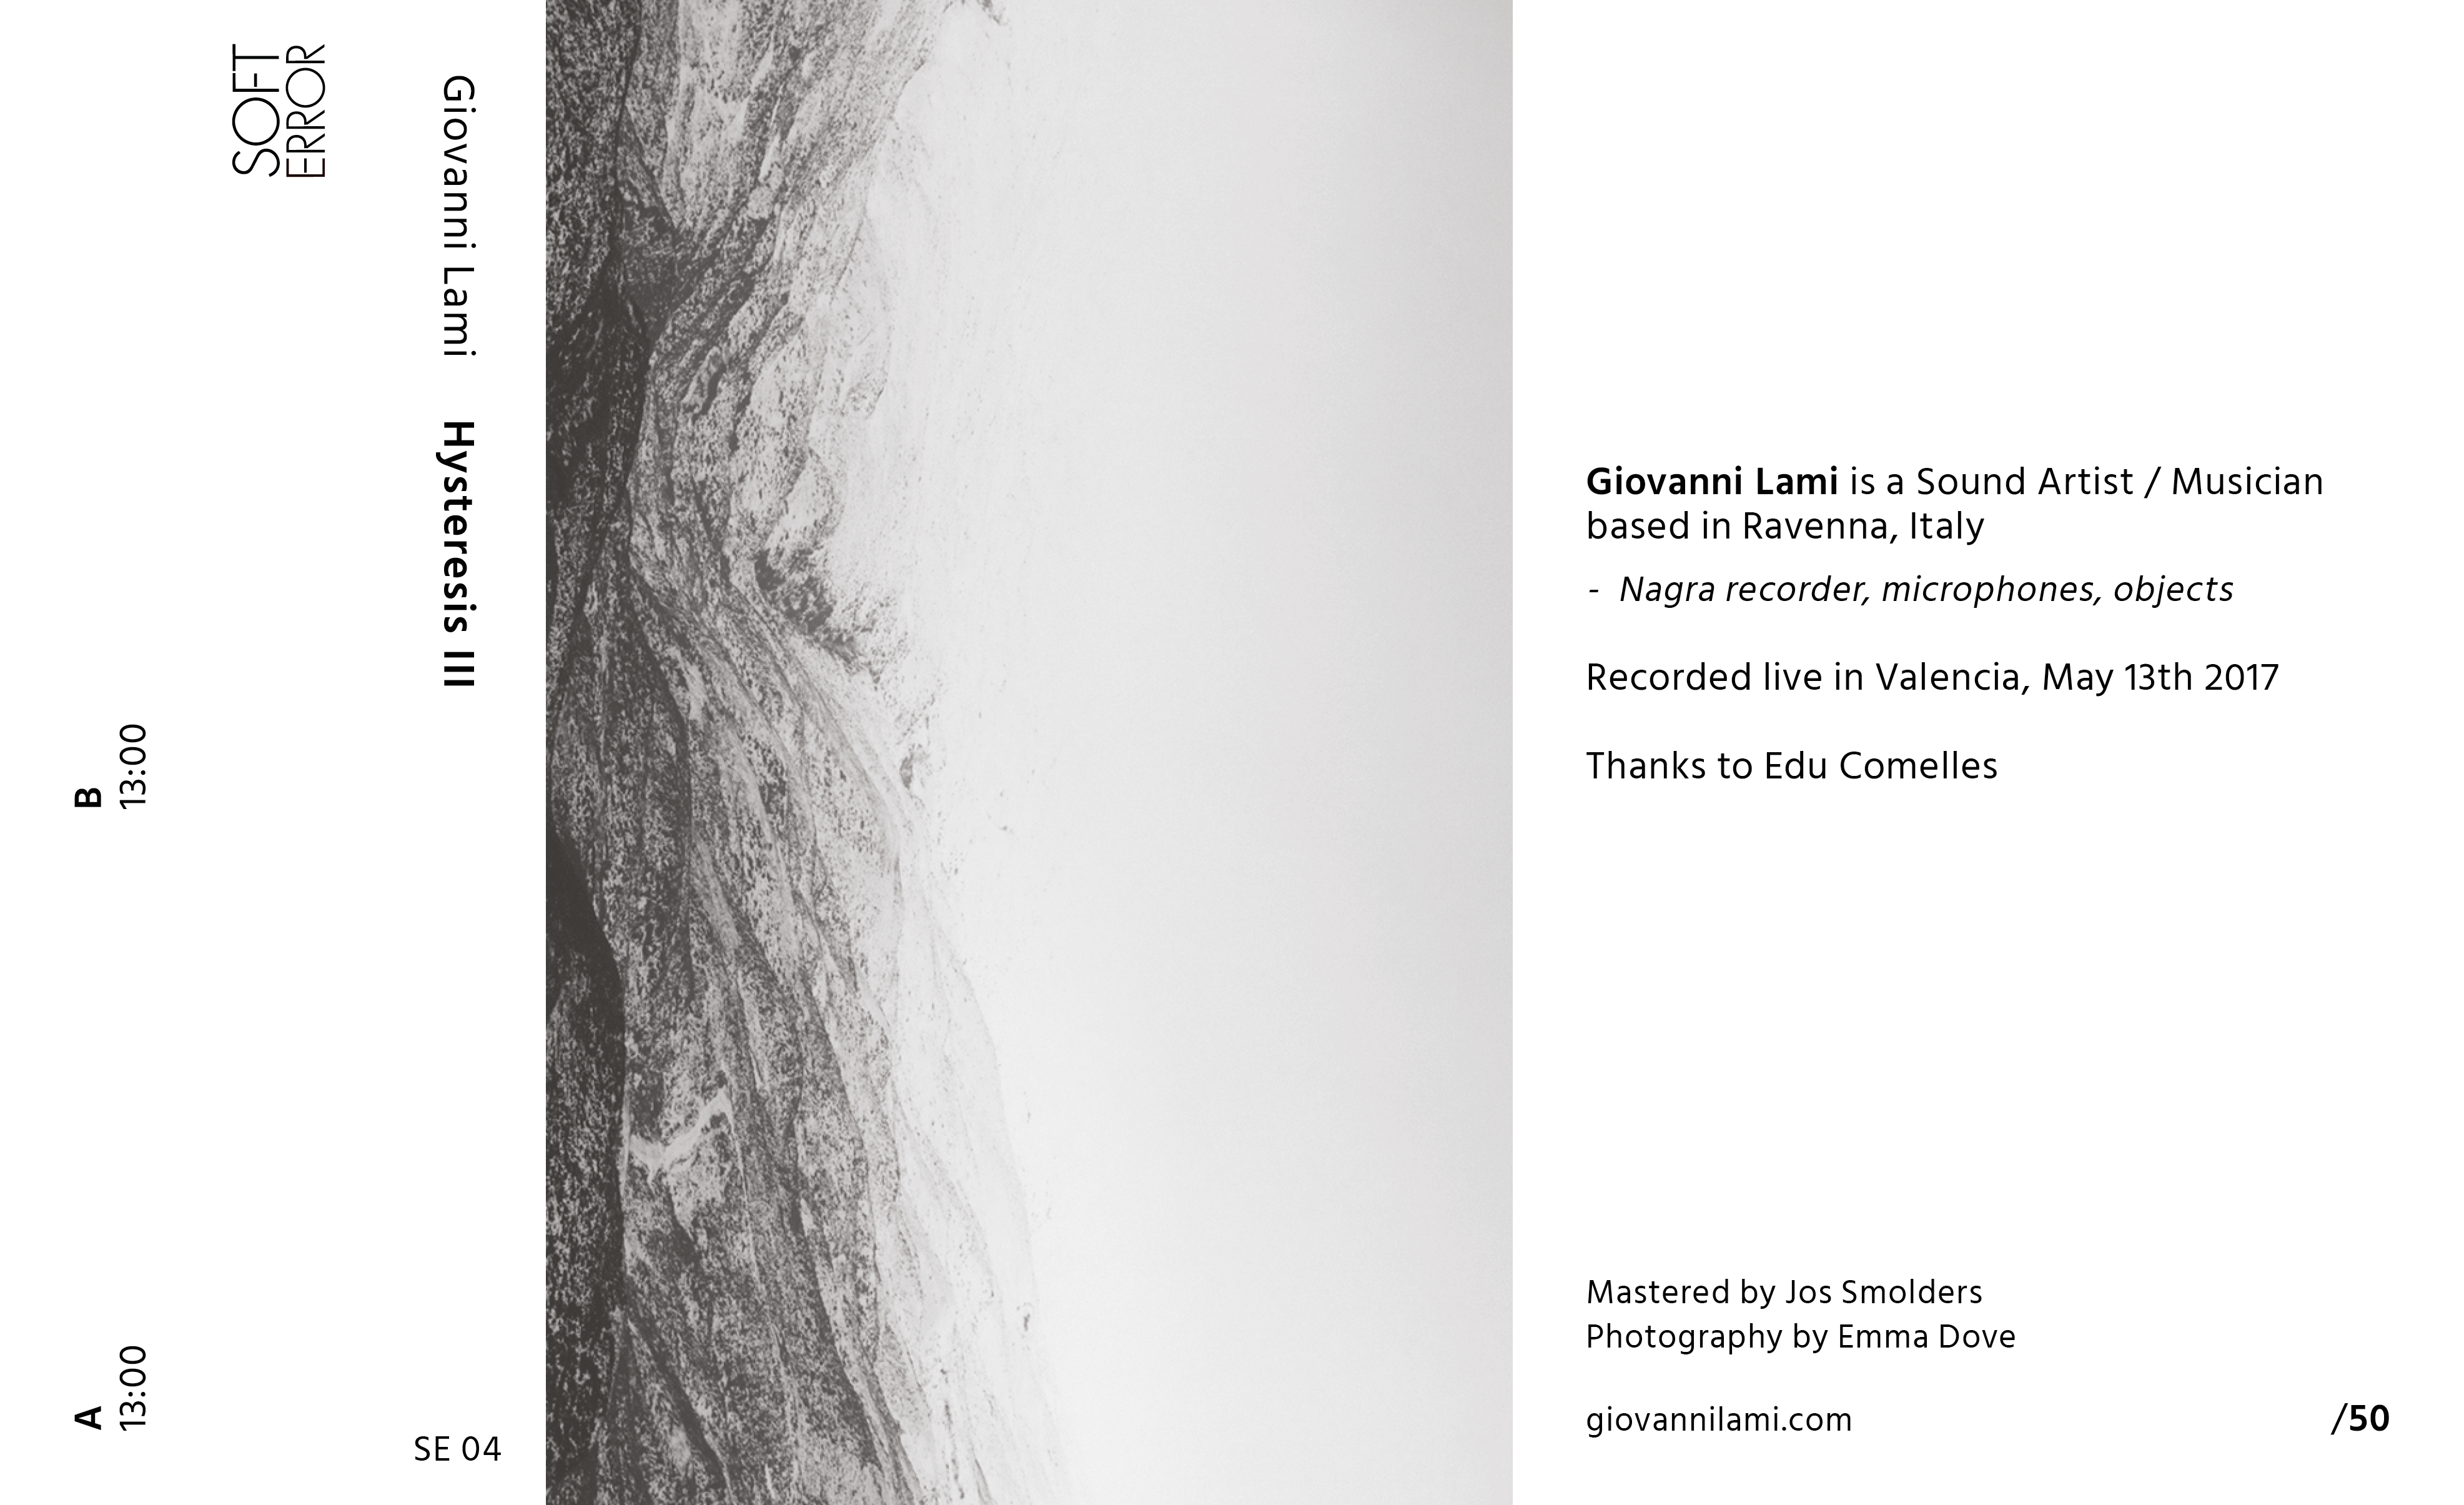 SOFT
ERROR
B
13:00
A
13:00
Giovanni Lami Hysteresis III
SE 04
Giovanni Lami is a Sound Artist / Musician
based in Ravenna, Italy
- Nagra recorder, microphones, objects
Recorded live in Valencia, May 13th 2017
Thanks to Edu Comelles
Mastered by Jos Smolders
Photography by Emma Dove
giovannilami.com
/50